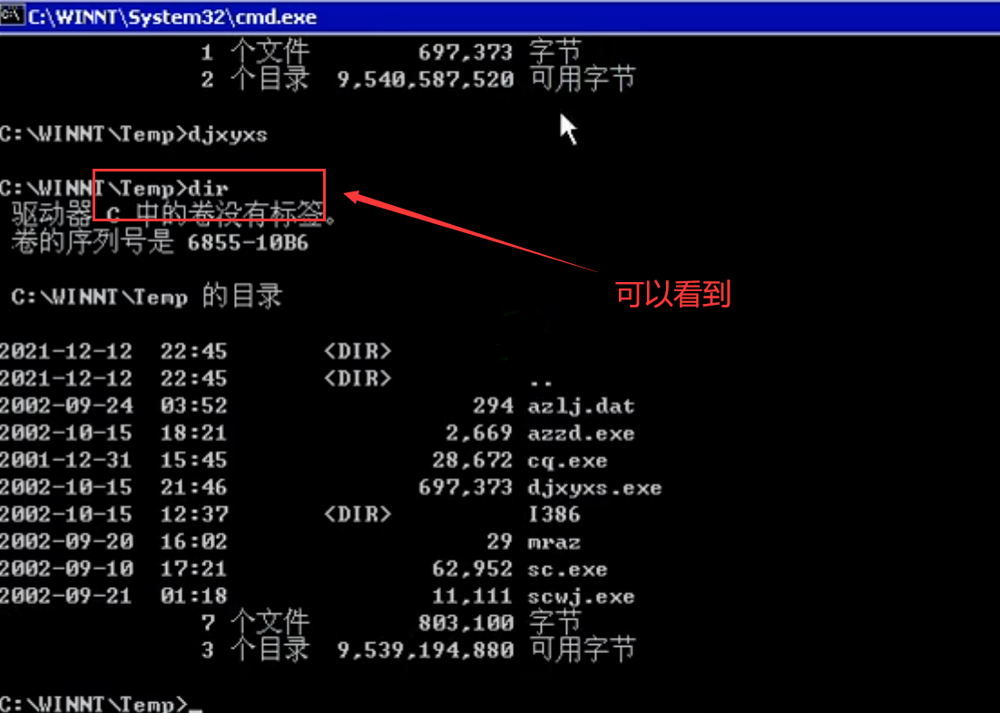 C:\WINNT\System32\cmd.exe
1 个文件 697,373 字节
2 个目录 9,540,587,520 可用字节
C:\WINNT\Temp>djxyxs
C:\WINNT\Temp>dir
驱动器 C 中的卷没有标签。
卷的序列号是 6855-10B6
可以看到
C:\WINNT\Temp 的目录
2021-12-12 22:45 <DIR>
2021-12-12 22:45 <DIR> ..
2002-09-24 03:52 294 azlj.dat
2002-10-15 18:21 2,669 azzd.exe
2001-12-31 15:45 28,672 cq.exe
2002-10-15 21:46 697,373 djxyxs.exe
2002-10-15 12:37 <DIR> I386
2002-09-20 16:02 29 mraz
2002-09-10 17:21 62,952 sc.exe
2002-09-21 01:18 11,111 scwj.exe
7 个文件 803,100 字节
3 个目录 9,539,194,880 可用字节
C:\WINNT\Temp>_